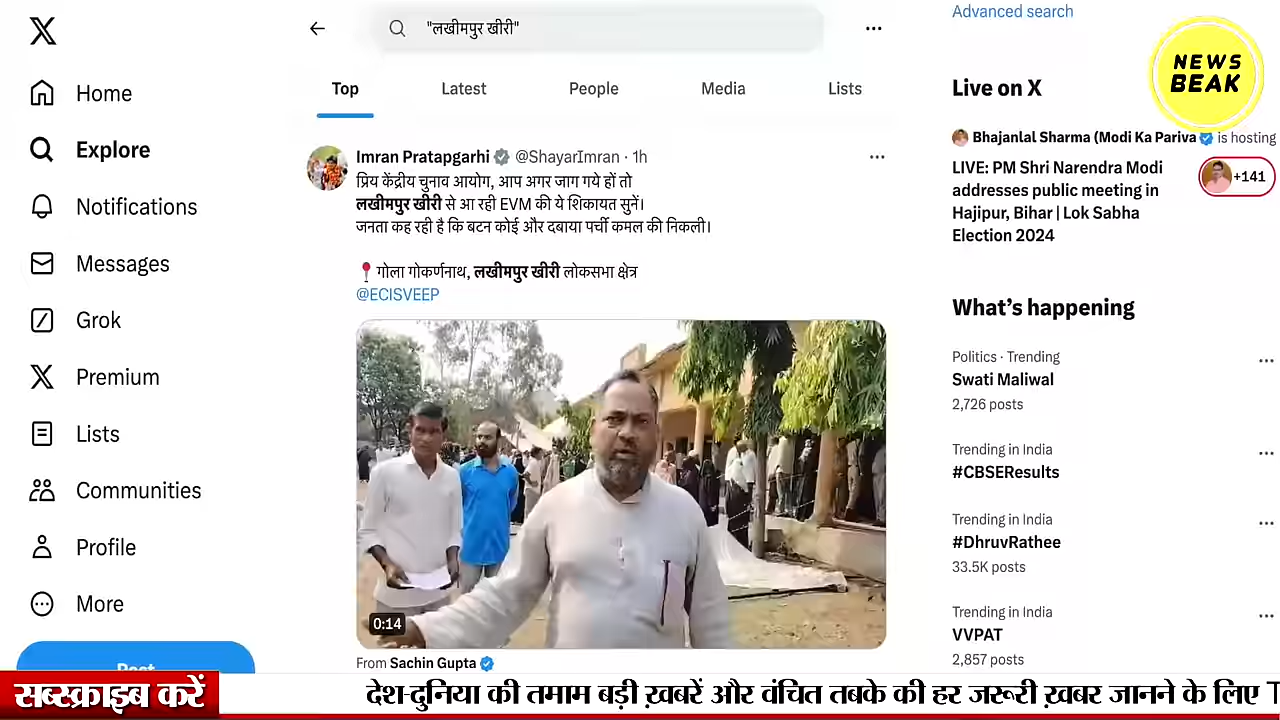 Home
Explore
Notifications
Messages
Grok
Premium
Lists
Communities
Profile
More
Post
"लखीमपुर खीरी"
Top
Latest
People
Media
Lists
Imran Pratapgarhi @ShayarImran · 1h
प्रिय केंद्रीय चुनाव आयोग, आप अगर जाग गये हों तो
लखीमपुर खीरी से आ रही EVM की ये शिकायत सुनें।
जनता कह रही है कि बटन कोई और दबाया पर्ची कमल की निकली।
गोला गोकर्णनाथ, लखीमपुर खीरी लोकसभा क्षेत्र
@ECISVEEP
0:14
From Sachin Gupta
Advanced search
NEWS
BEAK
Live on X
Bhajanlal Sharma (Modi Ka Pariva is hosting
LIVE: PM Shri Narendra Modi
addresses public meeting in
Hajipur, Bihar | Lok Sabha
Election 2024
+141
What's happening
Politics · Trending
Swati Maliwal
2,726 posts
Trending in India
#CBSEResults
Trending in India
#DhruvRathee
33.5K posts
Trending in India
VVPAT
2,857 posts
सब्स्क्राइब करें
देश-दुनिया की तमाम बड़ी ख़बरें और वंचित तबके की हर जरूरी ख़बर जानने के लिए T